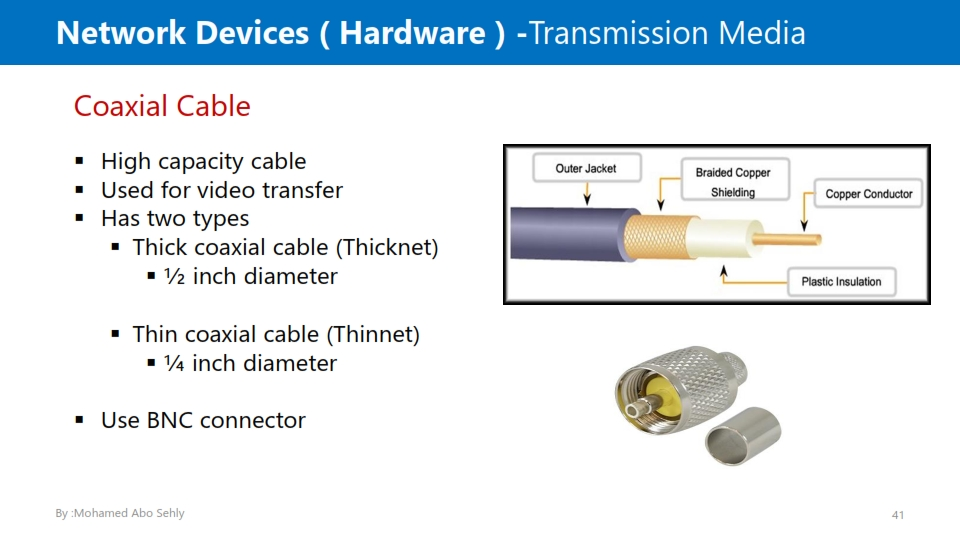 Network Devices ( Hardware ) -Transmission Media
Coaxial Cable
▪ High capacity cable
▪ Used for video transfer
▪ Has two types
▪ Thick coaxial cable (Thicknet)
▪ ½ inch diameter
▪ Thin coaxial cable (Thinnet)
▪ ¼ inch diameter
▪ Use BNC connector
Outer Jacket
Braided Copper
Shielding
Copper Conductor
Plastic Insulation
By :Mohamed Abo Sehly
41